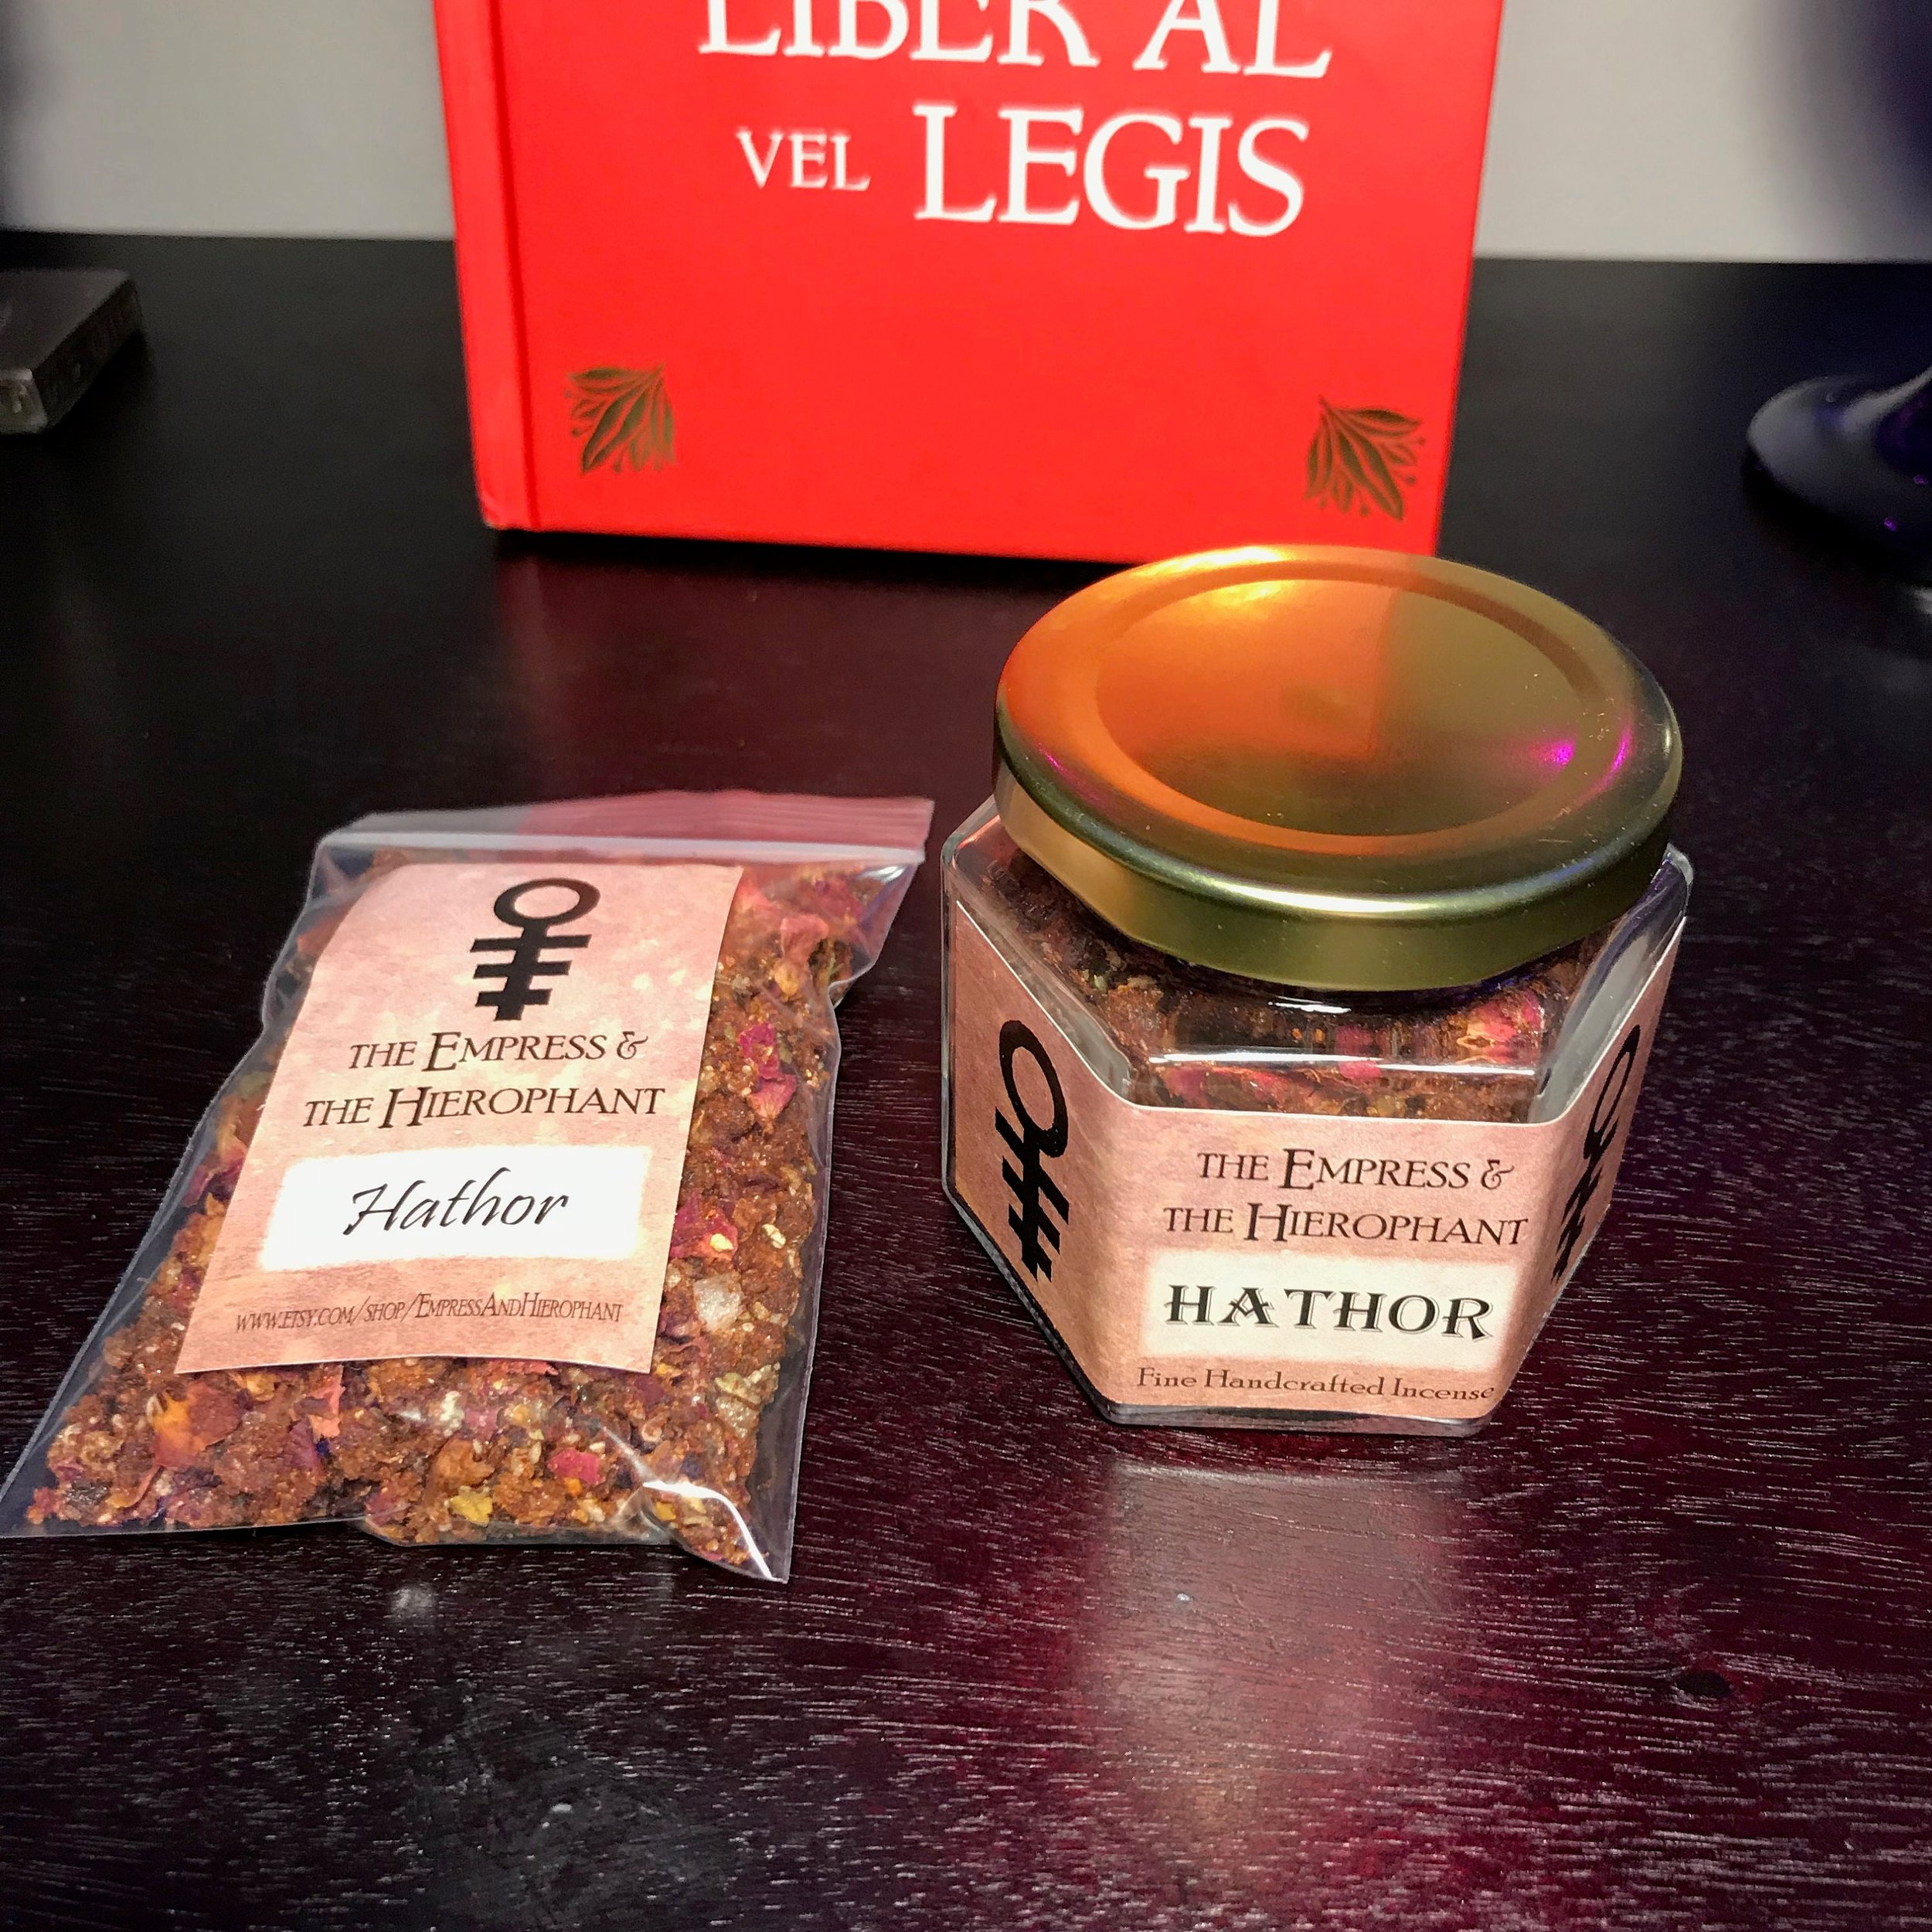 LIBER AL
VEL LEGIS
THE EMPRESS &
THE HIEROPHANT
Hathor
WWW.ETSY.COM/SHOP/EMPRESSANDHIEROPHANT
THE EMPRESS &
THE HIEROPHANT
HATHOR
Fine Handcrafted Incense